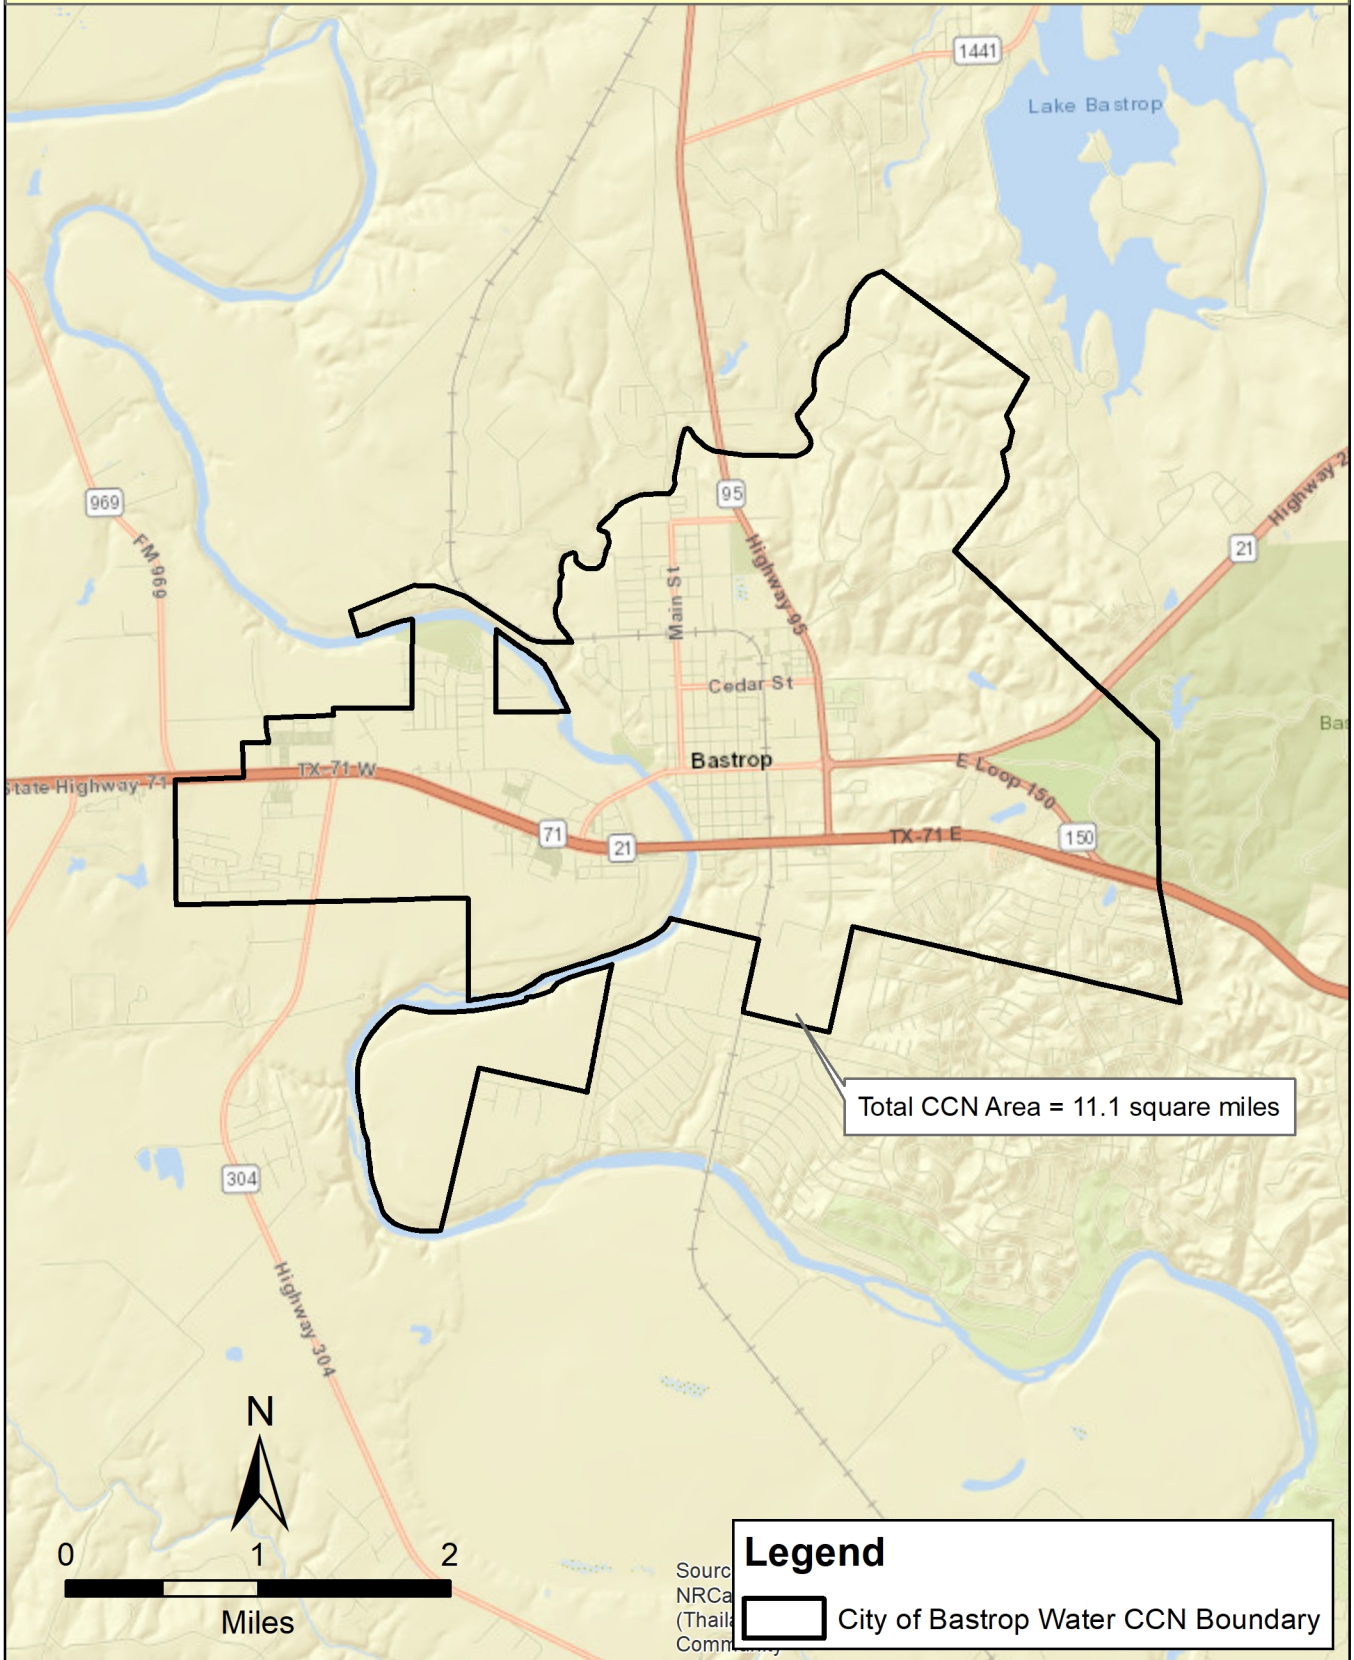 1441
Lake Bastrop
969
FM 969
95
Highway 95
Main St
21
Highway
Cedar St
Bastrop
State Highway 71
TX-71 W
E Loop 150
71
21
TX-71 E
150
Total CCN Area = 11.1 square miles
304
Highway 304
N
0 1 2
Miles
Legend
City of Bastrop Water CCN Boundary